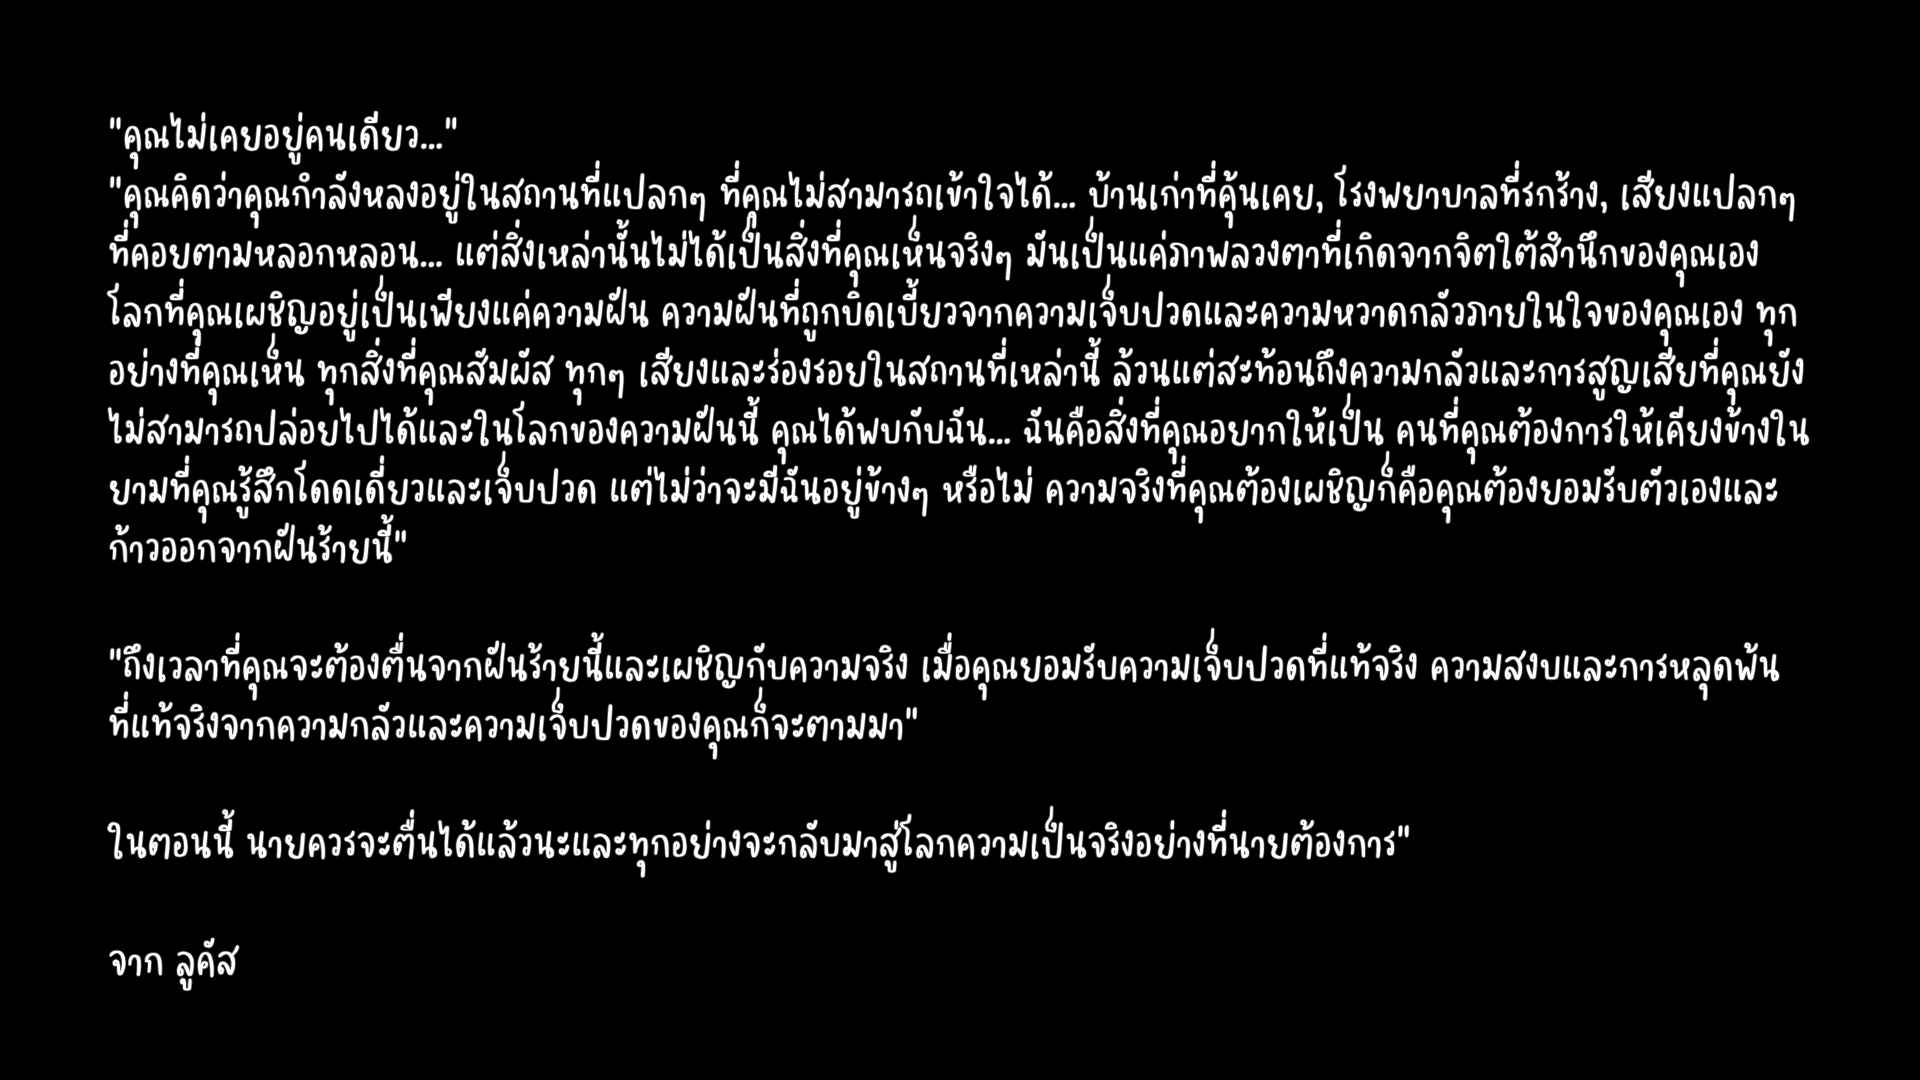 "คุณไม่เคยอยู่คนเดียว..."
"คุณคิดว่าคุณกำลังหลงอยู่ในสถานที่แปลกๆ ที่คุณไม่สามารถเข้าใจได้... บ้านเก่าที่คุ้นเคย, โรงพยาบาลที่รกร้าง, เสียงแปลกๆ
ที่คอยตามหลอกหลอน... แต่สิ่งเหล่านั้นไม่ได้เป็นสิ่งที่คุณเห็นจริงๆ มันเป็นแค่ภาพลวงตาที่เกิดจากจิตใต้สำนึกของคุณเอง
โลกที่คุณเผชิญอยู่เป็นเพียงแค่ความฝัน ความฝันที่ถูกบิดเบี้ยวจากความเจ็บปวดและความหวาดกลัวภายในใจของคุณเอง ทุก
อย่างที่คุณเห็น ทุกสิ่งที่คุณสัมผัส ทุกๆ เสียงและร่องรอยในสถานที่เหล่านี้ ล้วนแต่สะท้อนถึงความกลัวและการสูญเสียที่คุณยัง
ไม่สามารถปล่อยไปได้และในโลกของความฝันนี้ คุณได้พบกับฉัน... ฉันคือสิ่งที่คุณอยากให้เป็น คนที่คุณต้องการให้เคียงข้างใน
ยามที่คุณรู้สึกโดดเดี่ยวและเจ็บปวด แต่ไม่ว่าจะมีฉันอยู่ข้างๆ หรือไม่ ความจริงที่คุณต้องเผชิญก็คือคุณต้องยอมรับตัวเองและ
ก้าวออกจากฝันร้ายนี้"
"ถึงเวลาที่คุณจะต้องตื่นจากฝันร้ายนี้และเผชิญกับความจริง เมื่อคุณยอมรับความเจ็บปวดที่แท้จริง ความสงบและการหลุดพ้น
ที่แท้จริงจากความกลัวและความเจ็บปวดของคุณก็จะตามมา"
ในตอนนี้ นายควรจะตื่นได้แล้วนะและทุกอย่างจะกลับมาสู่โลกความเป็นจริงอย่างที่นายต้องการ"
จาก ลูคัส